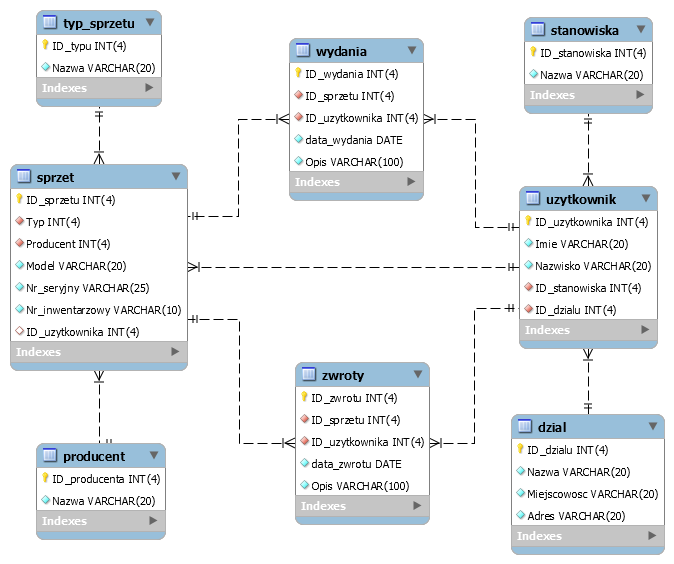 typ_sprzetu
ID_typu INT(4)
Nazwa VARCHAR(20)
Indexes
wydania
ID_wydania INT(4)
ID_sprzetu INT(4)
ID_uzytkownika INT(4)
data_wydania DATE
Opis VARCHAR(100)
Indexes
stanowiska
ID_stanowiska INT(4)
Nazwa VARCHAR(20)
Indexes
sprzet
ID_sprzetu INT(4)
Typ INT(4)
Producent INT(4)
Model VARCHAR(20)
Nr_seryjny VARCHAR(25)
Nr_inwentarzowy VARCHAR(10)
ID_uzytkownika INT(4)
Indexes
uzytkownik
ID_uzytkownika INT(4)
Imie VARCHAR(20)
Nazwisko VARCHAR(20)
ID_stanowiska INT(4)
ID_dzialu INT(4)
Indexes
zwroty
ID_zwrotu INT(4)
ID_sprzetu INT(4)
ID_uzytkownika INT(4)
data_zwrotu DATE
Opis VARCHAR(100)
Indexes
producent
ID_producenta INT(4)
Nazwa VARCHAR(20)
Indexes
dzial
ID_dzialu INT(4)
Nazwa VARCHAR(20)
Miejscowosc VARCHAR(20)
Adres VARCHAR(20)
Indexes